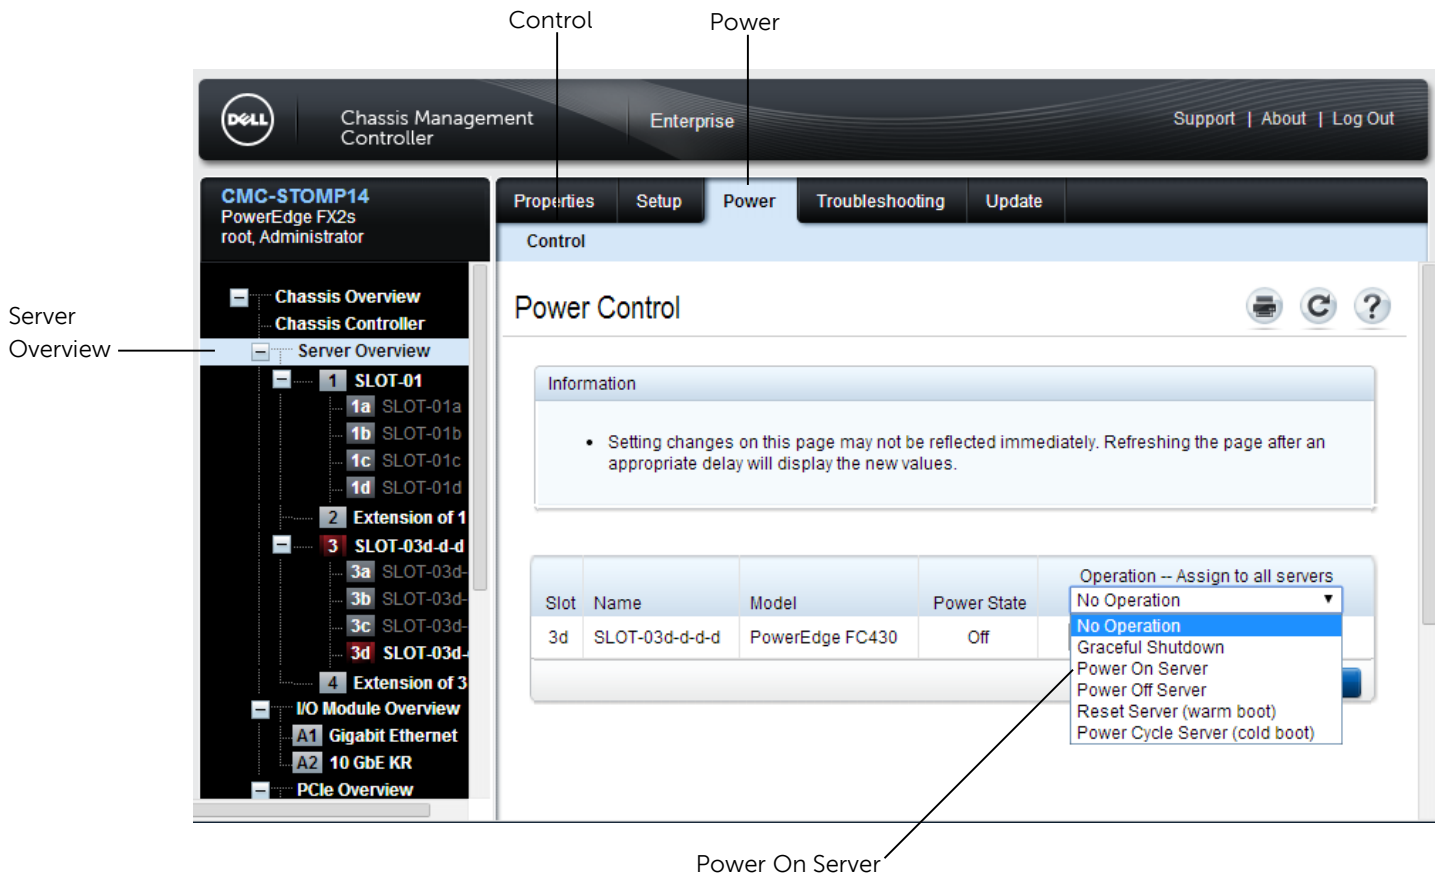 Control
Power
DELL
Chassis Management
Controller
Enterprise
Support | About | Log Out
CMC-STOMP14
PowerEdge FX2s
root, Administrator
Properties
Setup
Power
Troubleshooting
Update
Control
Server
Overview
Chassis Overview
Chassis Controller
Server Overview
1 SLOT-01
1a SLOT-01a
1b SLOT-01b
1c SLOT-01c
1d SLOT-01d
2 Extension of 1
3 SLOT-03d-d-d
3a SLOT-03d-
3b SLOT-03d-
3c SLOT-03d-
3d SLOT-03d-
4 Extension of 3
I/O Module Overview
A1 Gigabit Ethernet
A2 10 GbE KR
PCIe Overview
Power Control
?
Information
• Setting changes on this page may not be reflected immediately. Refreshing the page after an
appropriate delay will display the new values.
Operation -- Assign to all servers
Slot Name Model Power State No Operation
3d SLOT-03d-d-d-d PowerEdge FC430 Off
No Operation
Graceful Shutdown
Power On Server
Power Off Server
Reset Server (warm boot)
Power Cycle Server (cold boot)
Power On Server